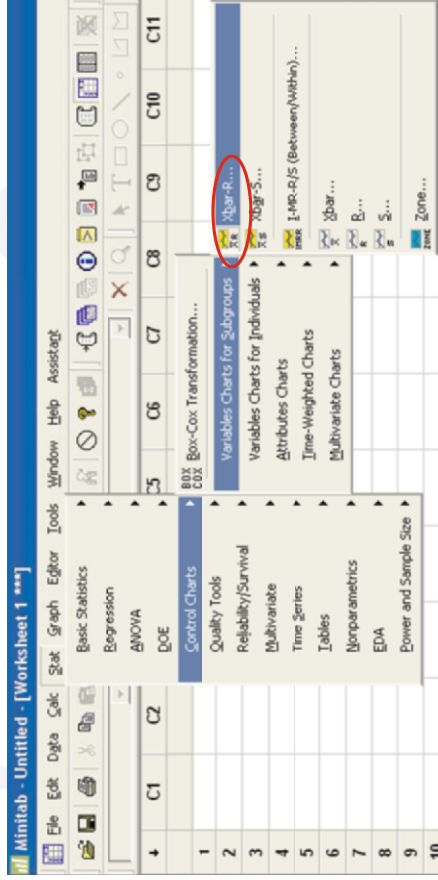 Minitab - Untitled - [Worksheet 1 ***]
File Edit Data Calc Stat Graph Editor Tools Window Help Assistant
C1 C2 C5 C6 C7 C8 C9 C10 C11
Basic Statistics
Regression
ANOVA
DOE
Control Charts
Quality Tools
Reliability/Survival
Multivariate
Time Series
Tables
Nonparametrics
EDA
Power and Sample Size
BOX COX Box-Cox Transformation...
Variables Charts for Subgroups
Variables Charts for Individuals
Attributes Charts
Time-Weighted Charts
Multivariate Charts
Xbar-R...
Xbar-S...
I-MR-R/S (Between/Within)...
Xbar...
R...
S...
ZONE Zone...
1
2
3
4
5
6
7
8
9
10